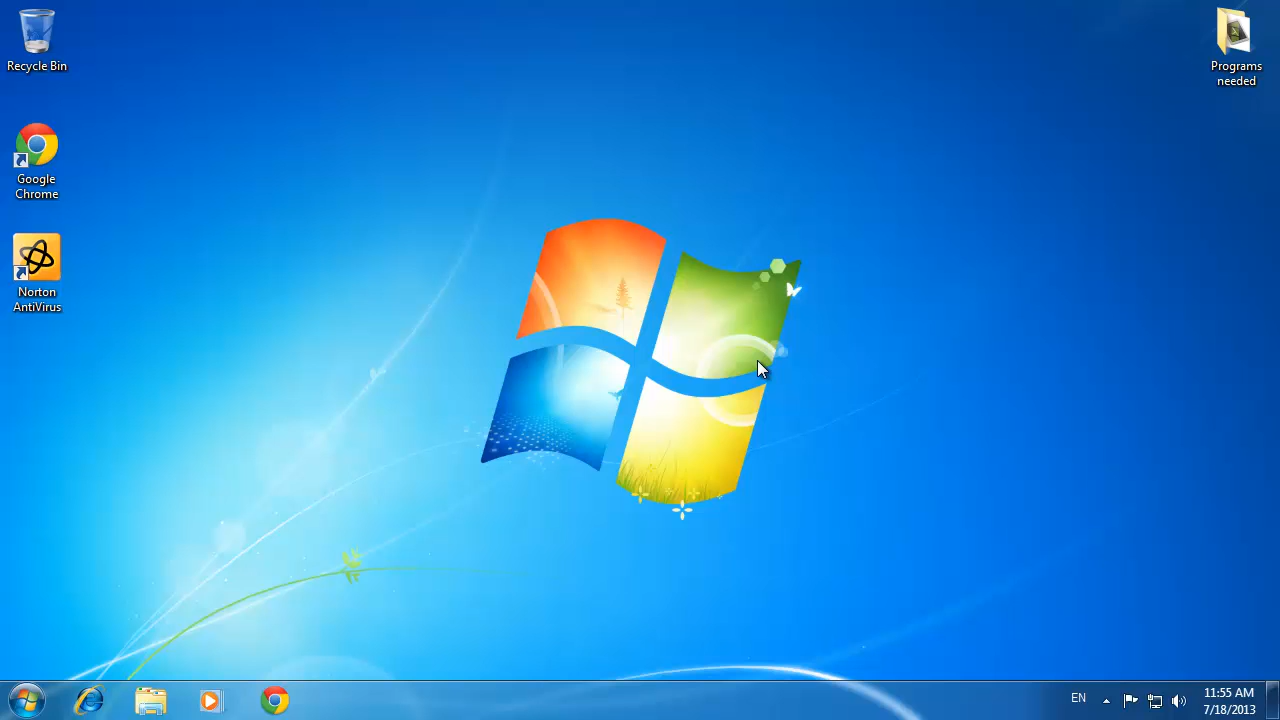 Recycle Bin
Programs
needed
Google
Chrome
Norton
AntiVirus
EN
11:55 AM
7/18/2013